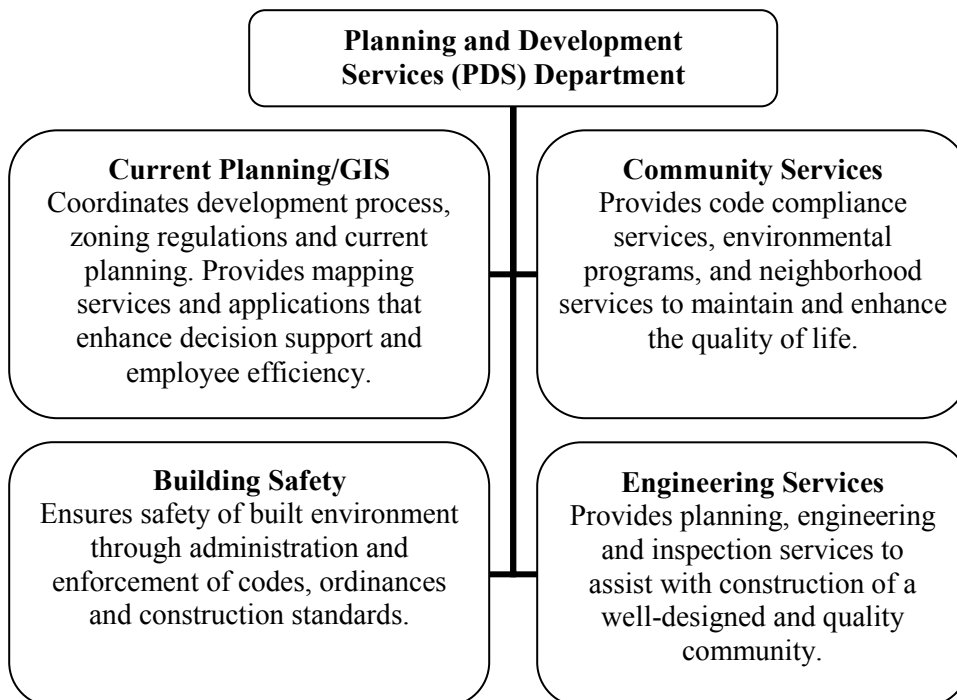 Planning and Development
Services (PDS) Department
Current Planning/GIS
Coordinates development process,
zoning regulations and current
planning. Provides mapping
services and applications that
enhance decision support and
employee efficiency.
Community Services
Provides code compliance
services, environmental
programs, and neighborhood
services to maintain and enhance
the quality of life.
Building Safety
Ensures safety of built environment
through administration and
enforcement of codes, ordinances
and construction standards.
Engineering Services
Provides planning, engineering
and inspection services to
assist with construction of a
well-designed and quality
community.